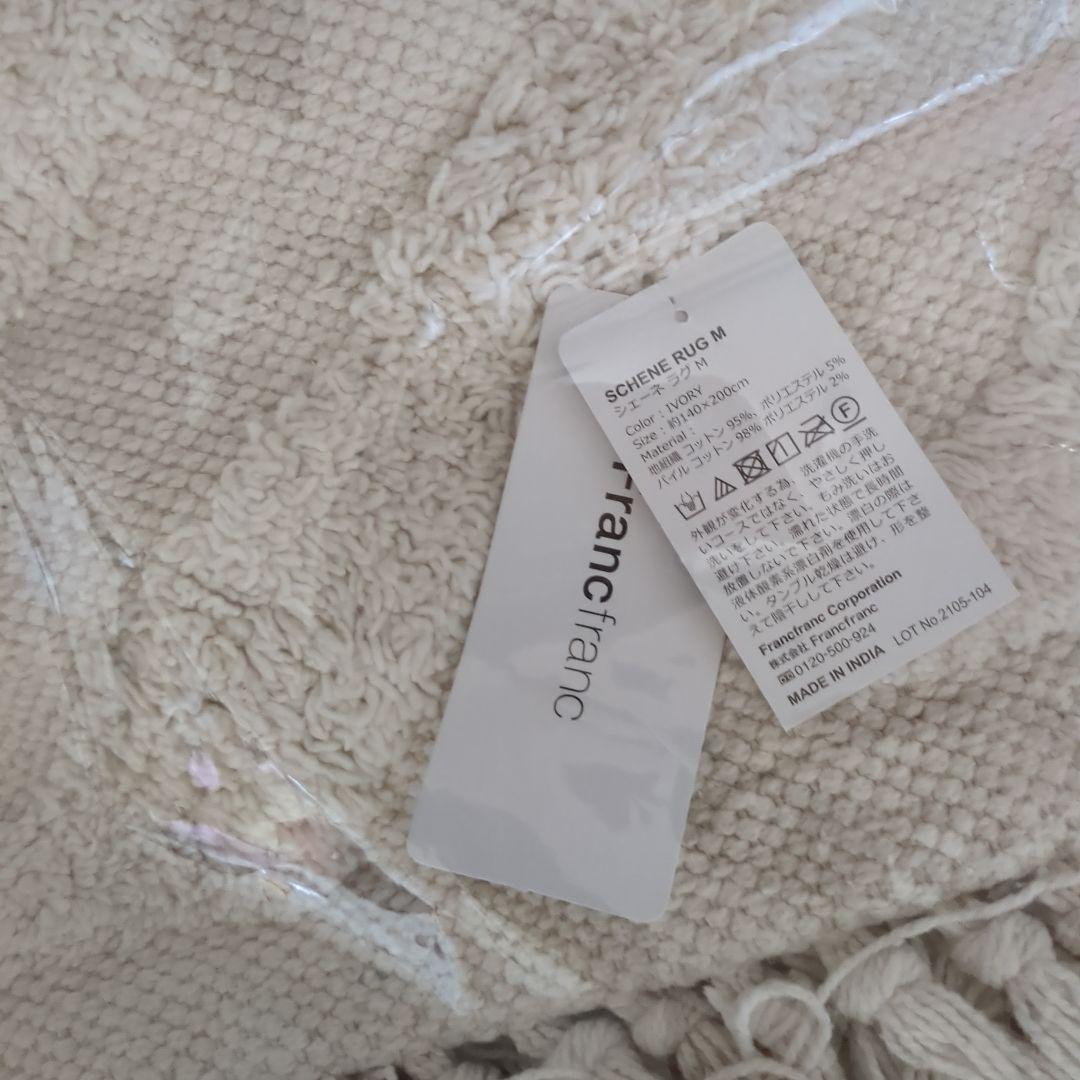 SCHENE RUG M
シェーネ ラグ M
Color : IVORY
Size : 約140×200cm
Material :
地組織 コットン 95%、ポリエステル 5%
パイル コットン 98% ポリエステル 2%
F
外観が変化する為、洗濯機の手洗
いコースではなく、やさしく押し
洗いをして下さい。もみ洗いはお
避け下さい。濡れた状態で長時間
放置しないで下さい。漂白の際は
液体酸素系漂白剤を使用して下さ
い。タンブル乾燥は避け、形を整
えて陰干しして下さい。
Francfranc Corporation
株式会社 Francfranc
0120-500-924
MADE IN INDIA LOT No.2105-104
Francfranc